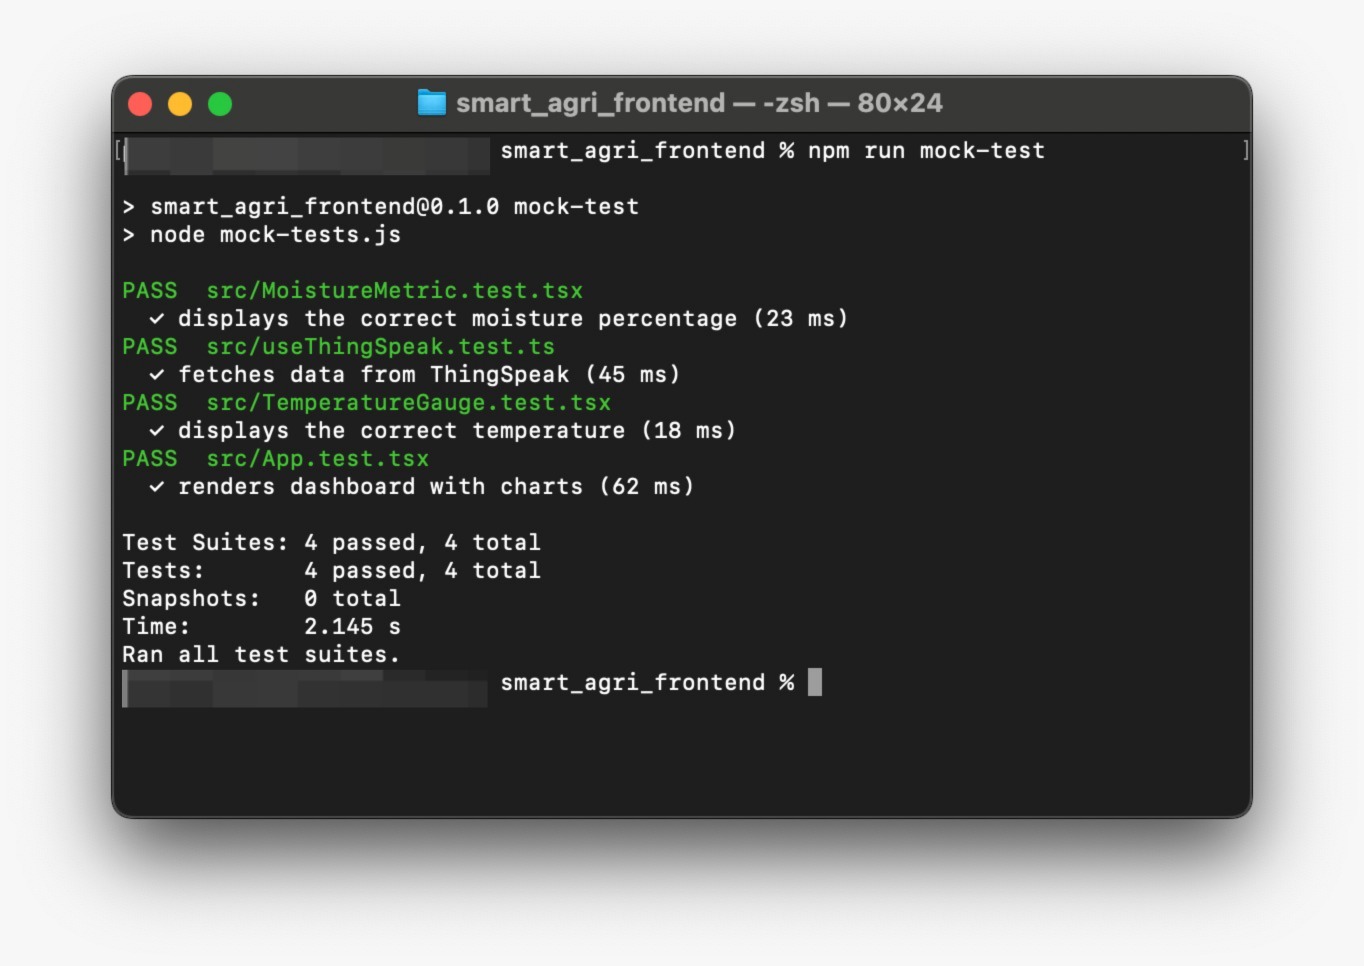 smart_agri_frontend — -zsh — 80×24
smart_agri_frontend % npm run mock-test
> smart_agri_frontend@0.1.0 mock-test
> node mock-tests.js
PASS  src/MoistureMetric.test.tsx
✓ displays the correct moisture percentage (23 ms)
PASS  src/useThingSpeak.test.ts
✓ fetches data from ThingSpeak (45 ms)
PASS  src/TemperatureGauge.test.tsx
✓ displays the correct temperature (18 ms)
PASS  src/App.test.tsx
✓ renders dashboard with charts (62 ms)
Test Suites: 4 passed, 4 total
Tests:       4 passed, 4 total
Snapshots:   0 total
Time:        2.145 s
Ran all test suites.
smart_agri_frontend %